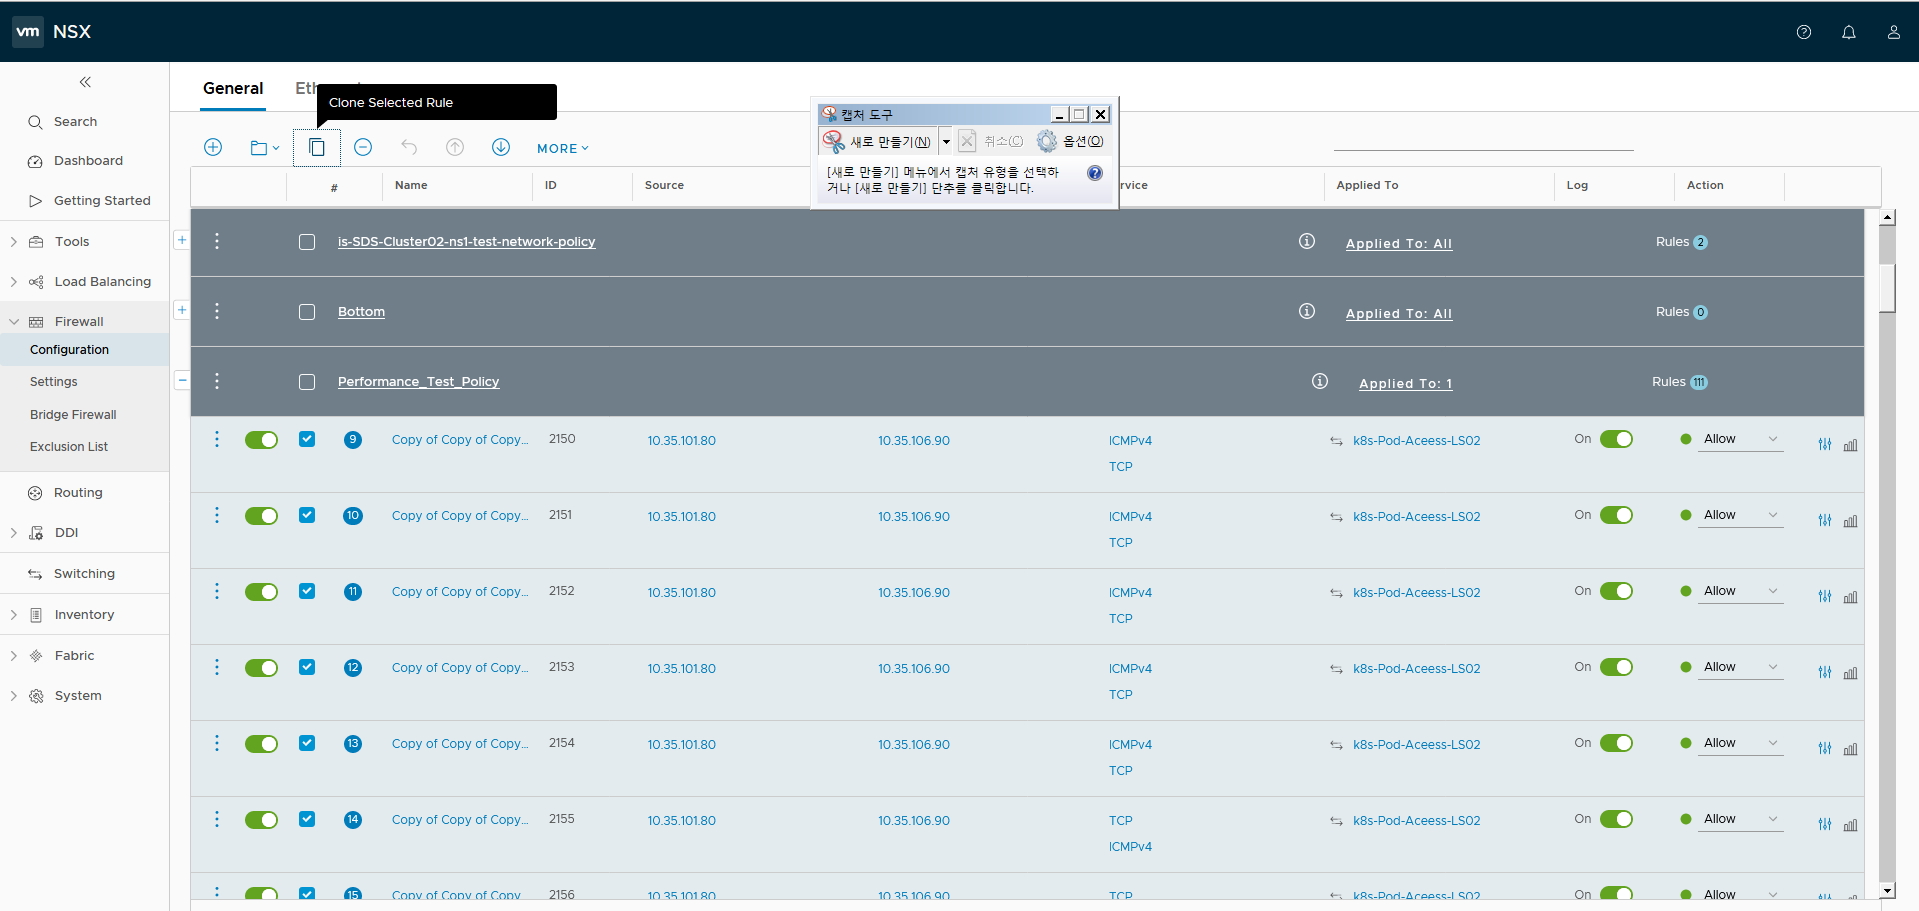 vm NSX
General
Eth
Clone Selected Rule
캡처 도구
새로 만들기(N)
취소(C)
옵션(O)
[새로 만들기] 메뉴에서 캡처 유형을 선택하
거나 [새로 만들기] 단추를 클릭합니다.
MORE
# Name ID Source rvice Applied To Log Action
Search
Dashboard
Getting Started
Tools
Load Balancing
Firewall
Configuration
Settings
Bridge Firewall
Exclusion List
Routing
DDI
Switching
Inventory
Fabric
System
is-SDS-Cluster02-ns1-test-network-policy Applied To: All Rules 2
Bottom Applied To: All Rules 0
Performance_Test_Policy Applied To: 1 Rules 111
9 Copy of Copy of Copy... 2150 10.35.101.80 10.35.106.90 ICMPv4 k8s-Pod-Aceess-LS02 On Allow
TCP
10 Copy of Copy of Copy... 2151 10.35.101.80 10.35.106.90 ICMPv4 k8s-Pod-Aceess-LS02 On Allow
TCP
11 Copy of Copy of Copy... 2152 10.35.101.80 10.35.106.90 ICMPv4 k8s-Pod-Aceess-LS02 On Allow
TCP
12 Copy of Copy of Copy... 2153 10.35.101.80 10.35.106.90 ICMPv4 k8s-Pod-Aceess-LS02 On Allow
TCP
13 Copy of Copy of Copy... 2154 10.35.101.80 10.35.106.90 ICMPv4 k8s-Pod-Aceess-LS02 On Allow
TCP
14 Copy of Copy of Copy... 2155 10.35.101.80 10.35.106.90 TCP k8s-Pod-Aceess-LS02 On Allow
ICMPv4
15 Copy of Copy of Copy 2156 10.35.101.80 10.35.106.90 TCP k8s-Pod-Aceess-LS02 On Allow